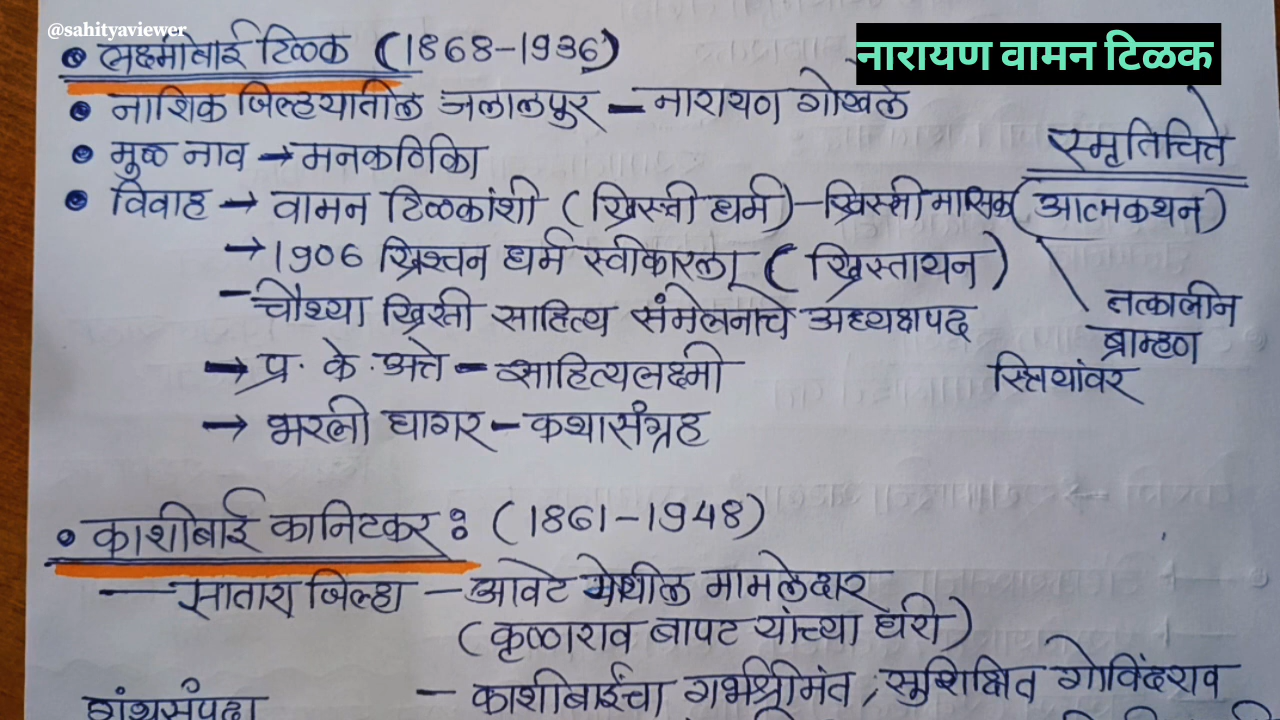 @sahityaviewer
नारायण वामन टिळक
• लक्ष्मीबाई टिळक (1868-1936)
• नाशिक जिल्हयातील जलालपुर – नारायण गोखले
• मुळ नाव → मनकर्णिका
स्मृतिचित्रे
• विवाह → वामन टिळकांशी (ख्रिस्ती धर्म) – ख्रिस्ती मासिक (आत्मकथन)
→ 1906 ख्रिश्चन धर्म स्वीकारला (ख्रिस्तायन)
– चौथ्या ख्रिस्ती साहित्य संमेलनाचे अध्यक्षपद
तत्कालीन
ब्राम्हण
स्त्रियांवर
→ प्र. के. अत्रे – साहित्यलक्ष्मी
→ भरली घागर – कथासंग्रह
• काशीबाई कानिटकर : (1861-1948)
— सातारा जिल्हा – आवटे येथील मामलेदार
(कृष्णराव बापट यांच्या घरी)
– काशीबाईंचा गर्भश्रीमंत, सुशिक्षित गोविंदराव
ग्रंथसंपदा